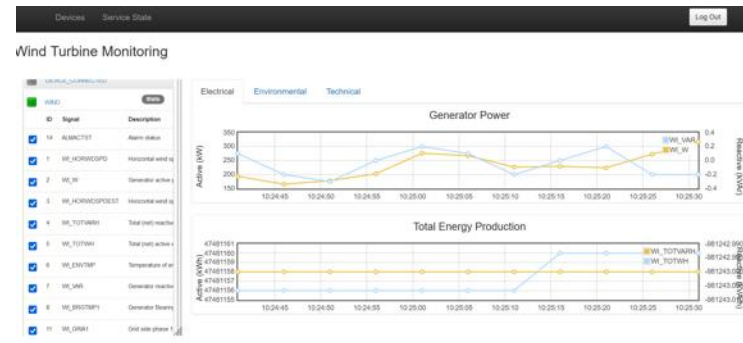 Devices Service State Log Out
Wind Turbine Monitoring
DEVICE_CONNECTED
WIND Stats
ID Signal Description
14 ALMACTST Alarm status
1 WI_HORWDSPD Horizontal wind sp
2 WI_W Generator active p
3 WI_HORWDSPDEST Horizontal wind sp
4 WI_TOTVARH Total (net) reactive
5 WI_TOTWH Total (net) active e
6 WI_ENVTMP Temperature of en
7 WI_VAR Generator reactive
8 WI_BRGTMP1 Generator Bearing
11 Grid side phase 1
Electrical Environmental Technical
Generator Power
Active (kW)
350
300
250
200
150
WI_VAR
WI_W
0.4
0.2
0.0
-0.2
-0.4
Reactive (kVAr)
10:24:45 10:24:50 10:24:55 10:25:00 10:25:05 10:25:10 10:25:15 10:25:20 10:25:25 10:25:30
Total Energy Production
Active (kWh)
47481161
47481160
47481159
47481158
47481157
47481156
47481155
WI_TOTVARH
WI_TOTWH
10:24:45 10:24:50 10:24:55 10:25:00 10:25:05 10:25:10 10:25:15 10:25:20 10:25:25 10:25:30